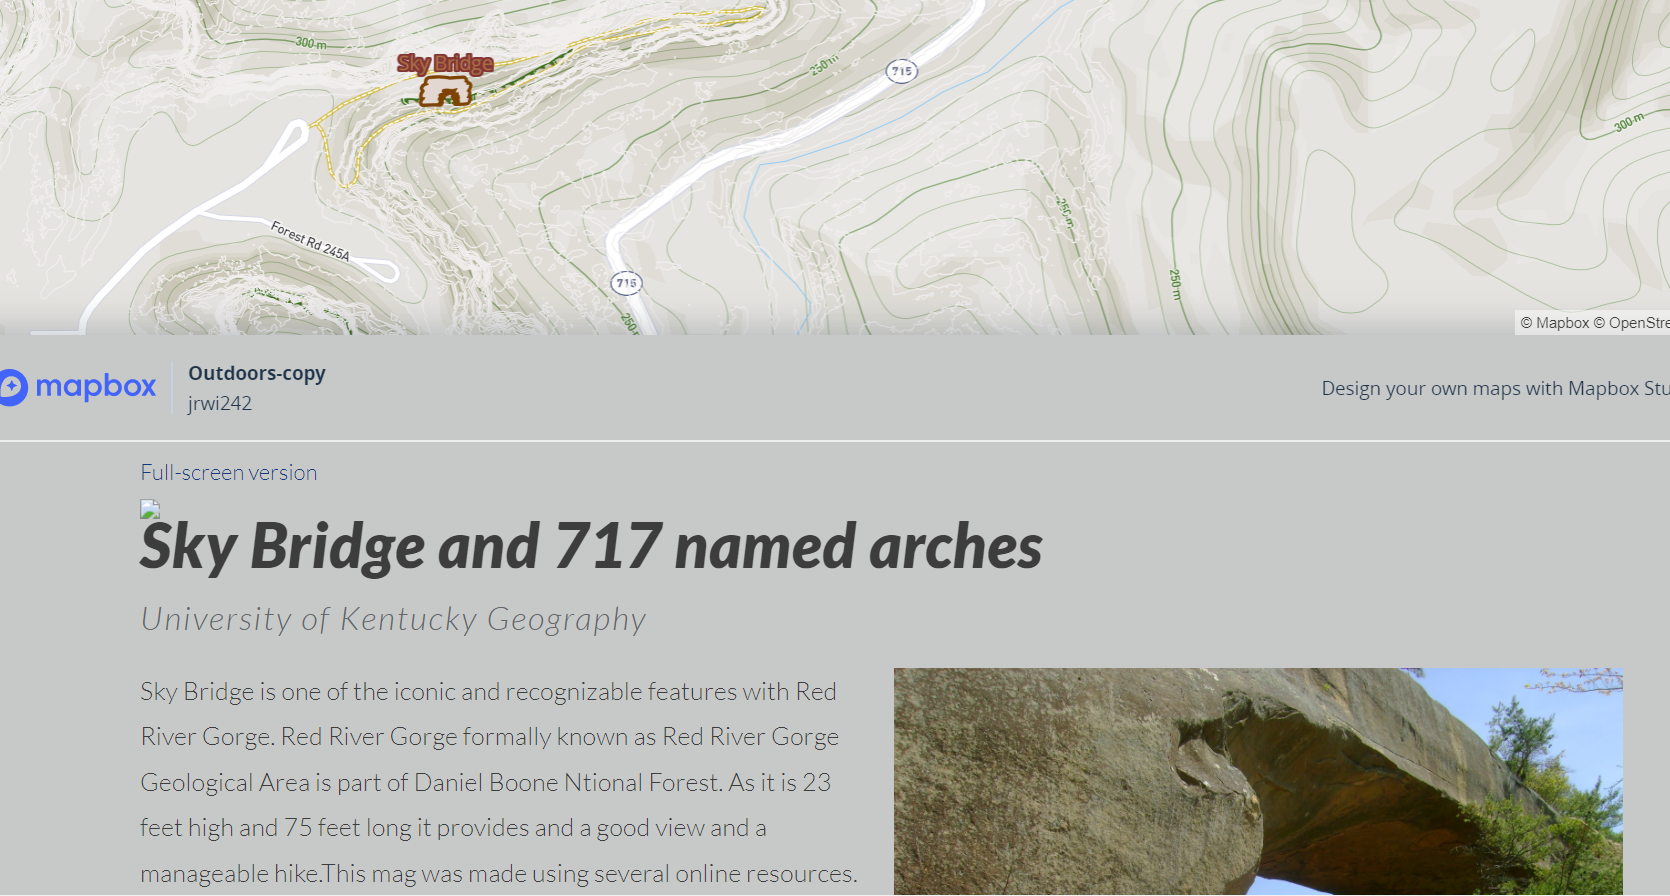 300 m
Sky Bridge
250 m
715
300 m
Forest Rd 245A
250 m
250 m
715
250
© Mapbox © OpenStre
mapbox
Outdoors-copy
jrwi242
Design your own maps with Mapbox Stu
Full-screen version
Sky Bridge and 717 named arches
University of Kentucky Geography
Sky Bridge is one of the iconic and recognizable features with Red
River Gorge. Red River Gorge formally known as Red River Gorge
Geological Area is part of Daniel Boone Ntional Forest. As it is 23
feet high and 75 feet long it provides and a good view and a
manageable hike.This mag was made using several online resources.